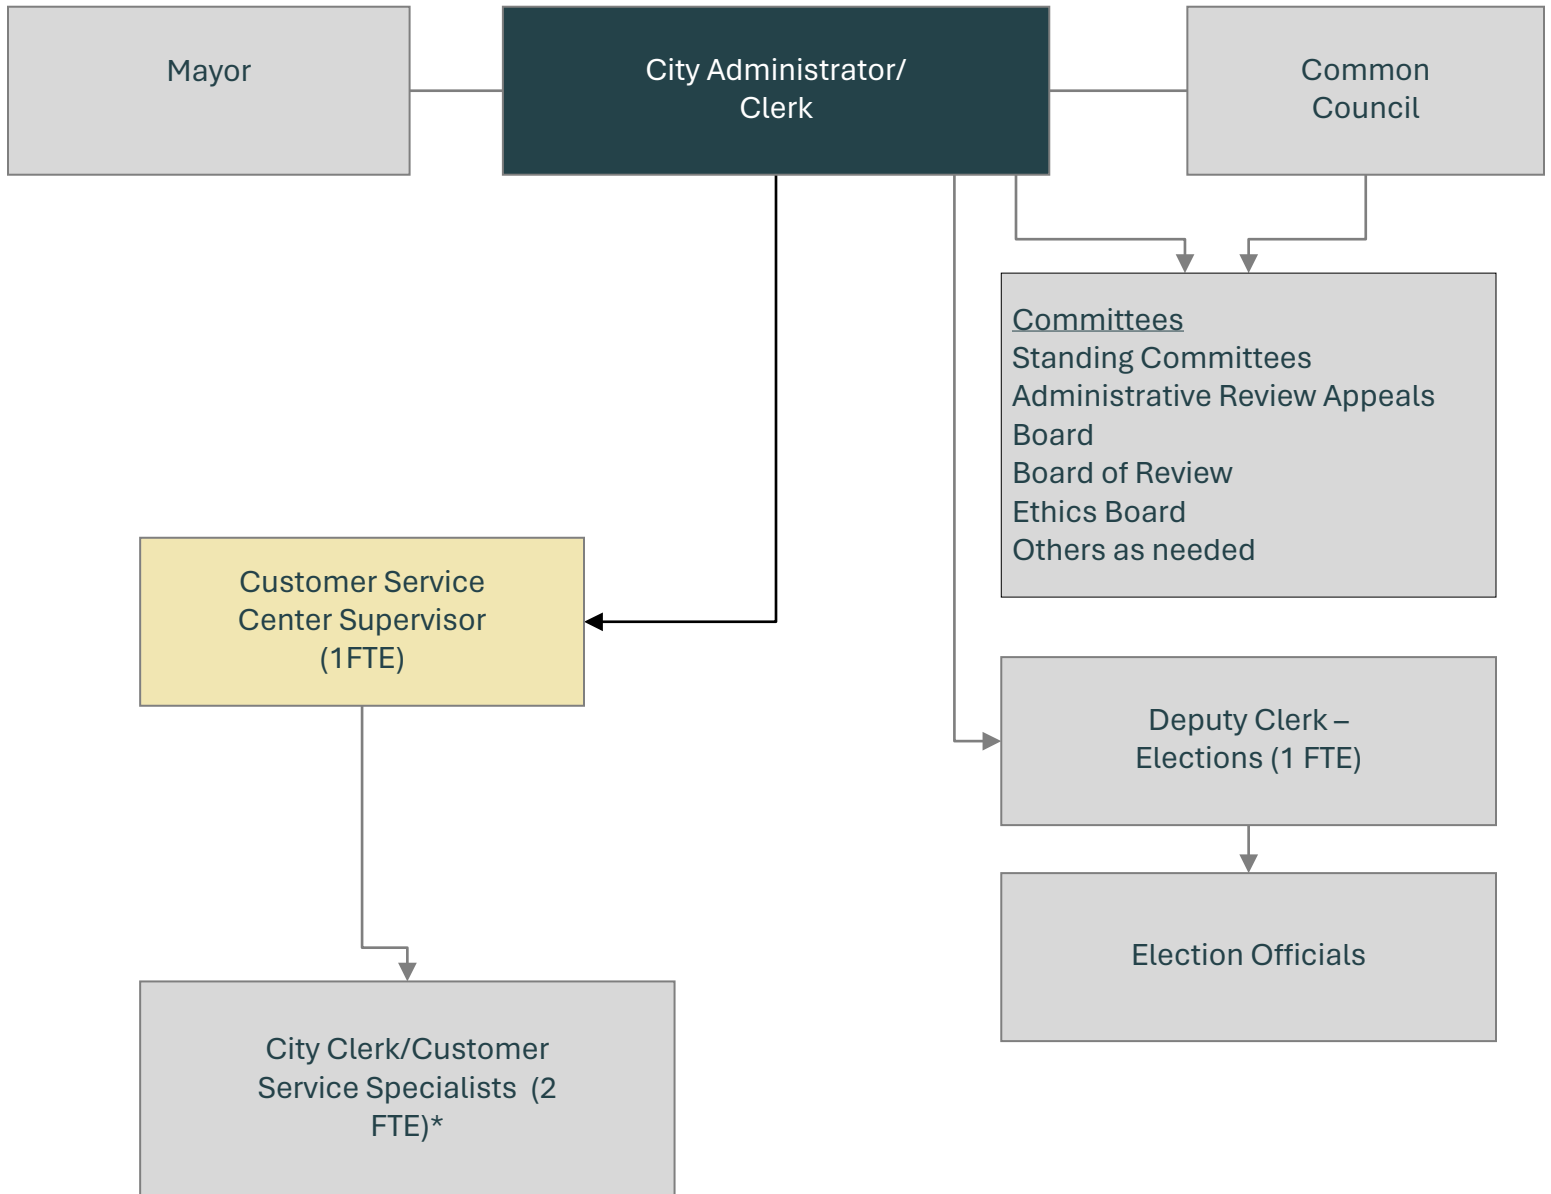 Mayor
City Administrator/
Clerk
Common
Council
Committees
Standing Committees
Administrative Review Appeals
Board
Board of Review
Ethics Board
Others as needed
Customer Service
Center Supervisor
(1FTE)
Deputy Clerk –
Elections (1 FTE)
Election Officials
City Clerk/Customer
Service Specialists  (2
FTE)*